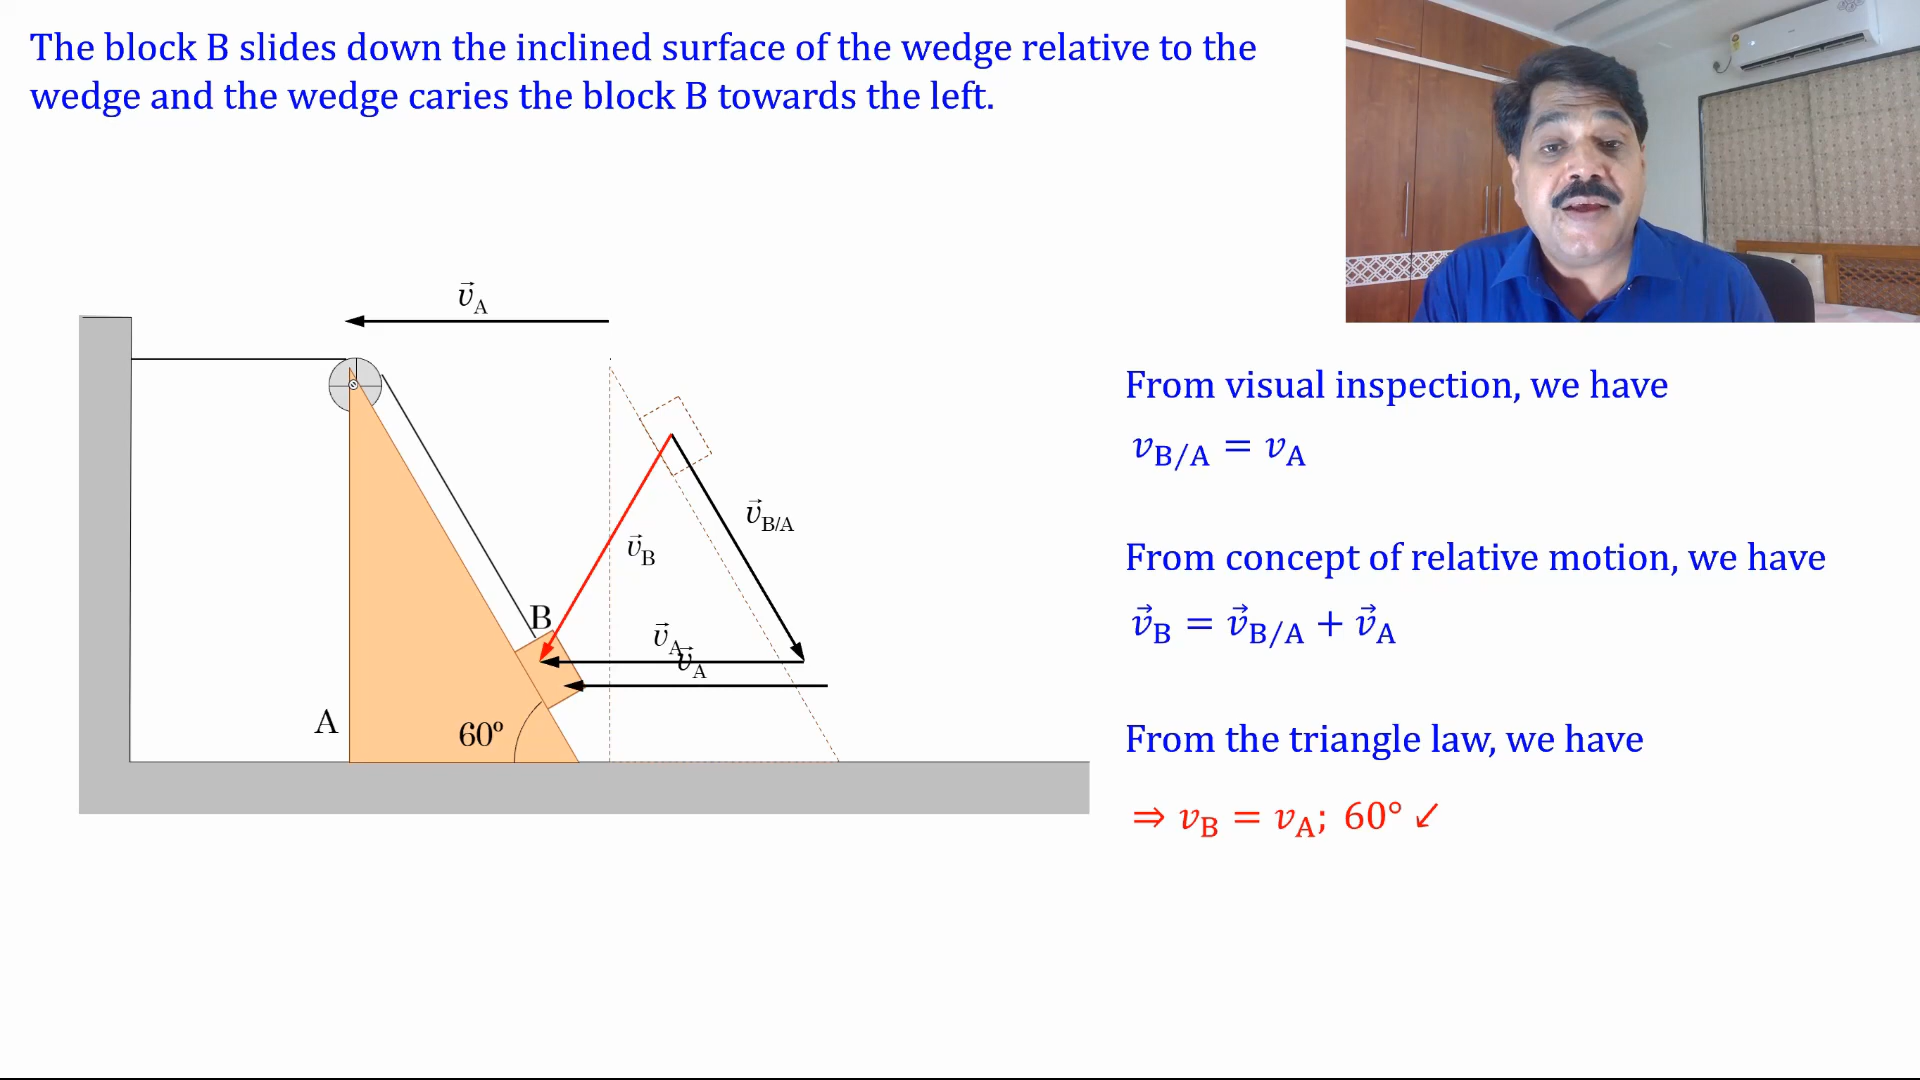 The block B slides down the inclined surface of the wedge relative to the
wedge and the wedge caries the block B towards the left.
v⃗A
From visual inspection, we have
vB/A = vA
v⃗B/A
v⃗B
From concept of relative motion, we have
v⃗B = v⃗B/A + v⃗A
B
v⃗A
v⃗A
A
60º
From the triangle law, we have
⇒ vB = vA; 60° ↙